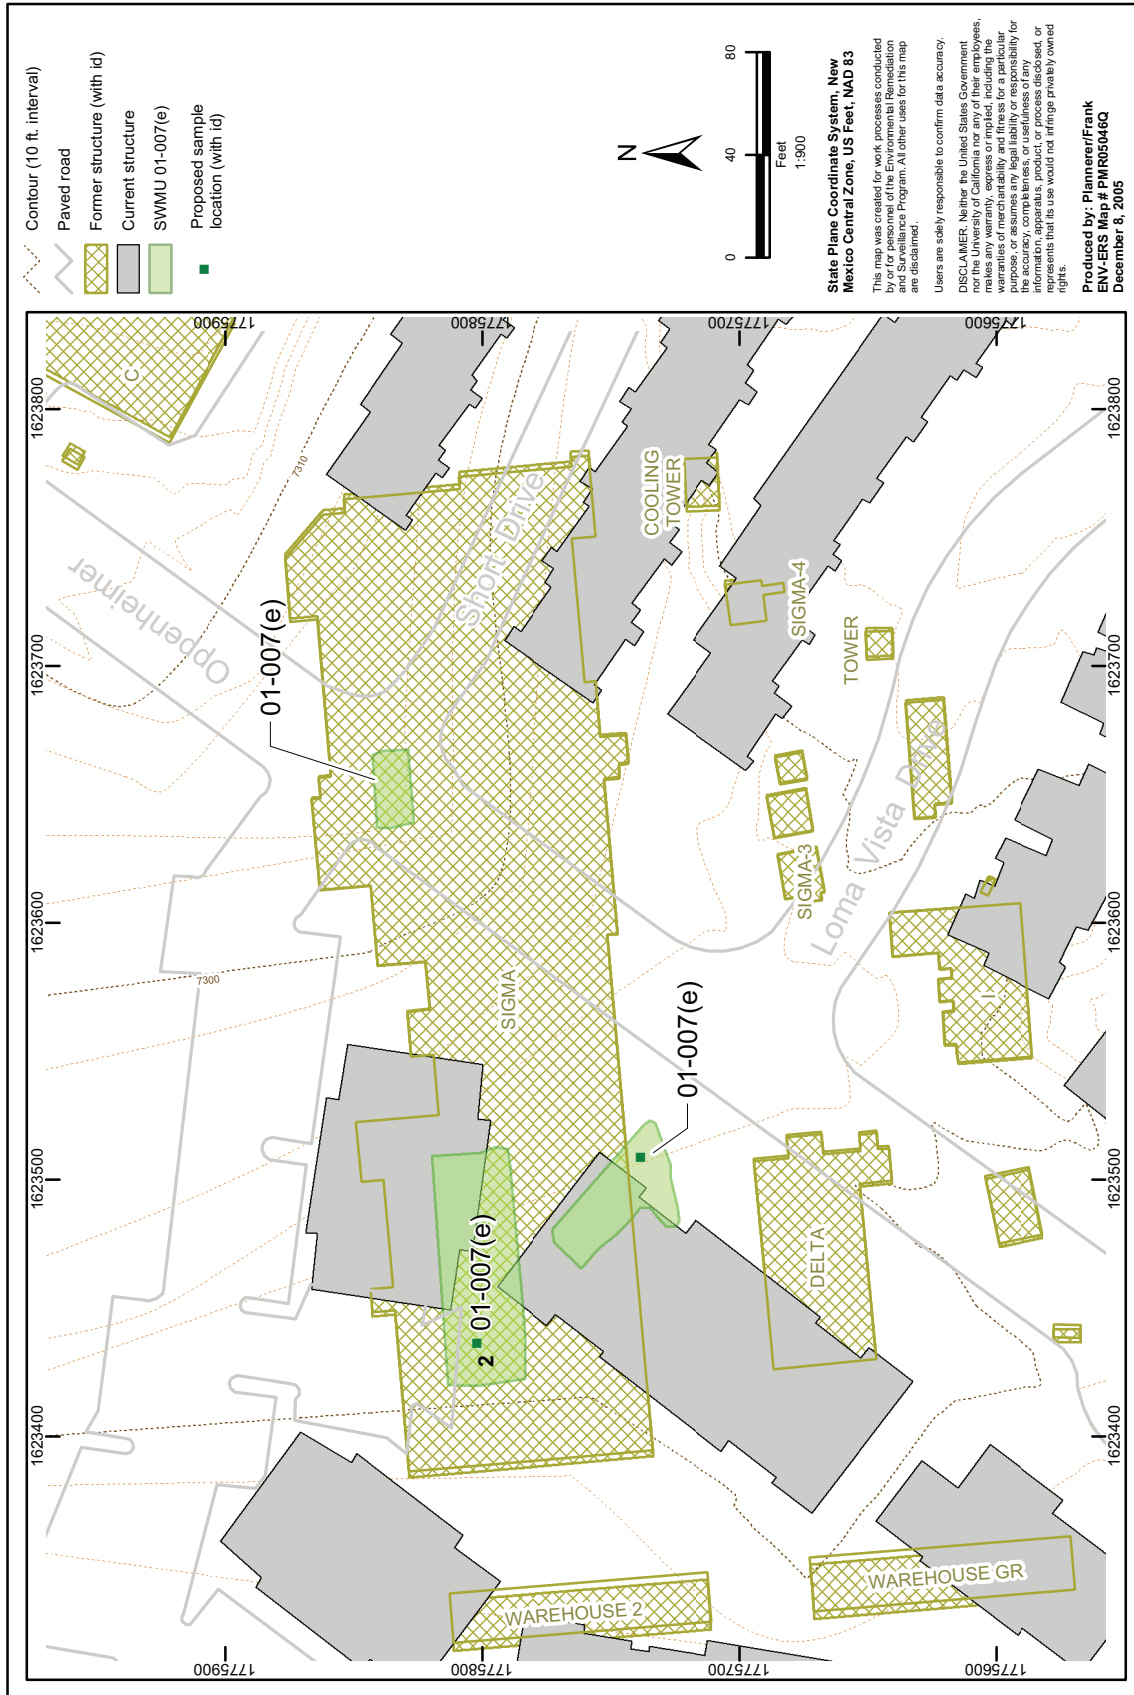 Contour (10 ft. interval)
Paved road
Former structure (with id)
Current structure
SWMU 01-007(e)
Proposed sample
location (with id)
N
0
40
80
Feet
1:900
State Plane Coordinate System, New
Mexico Central Zone, US Feet, NAD 83
This map was created for work processes conducted
by or for personnel of the Environmental Remediation
and Surveillance Program. All other uses for this map
are disclaimed.
Users are solely responsible to confirm data accuracy.
DISCLAIMER. Neither the United States Government
nor the University of California nor any of their employees,
makes any warranty, express or implied, including the
warranties of merchantability and fitness for a particular
purpose, or assumes any legal liability or responsibility for
the accuracy, completeness, or usefulness of any
information, apparatus, product, or process disclosed, or
represents that its use would not infringe privately owned
rights.
Produced by: Plannerer/Frank
ENV-ERS Map # PMR05046Q
December 8, 2005
1623400
1623500
1623600
1623700
1623800
1775900
1775900
1775800
1775800
1775700
1775700
1775600
1775600
1623400
1623500
1623600
1623700
1623800
C
7310
Oppenheimer
01-007(e)
7300
Short Drive
SIGMA
COOLING
TOWER
2
01-007(e)
01-007(e)
SIGMA-4
TOWER
SIGMA-3
Loma Vista Drive
DELTA
I
WAREHOUSE 2
WAREHOUSE GR